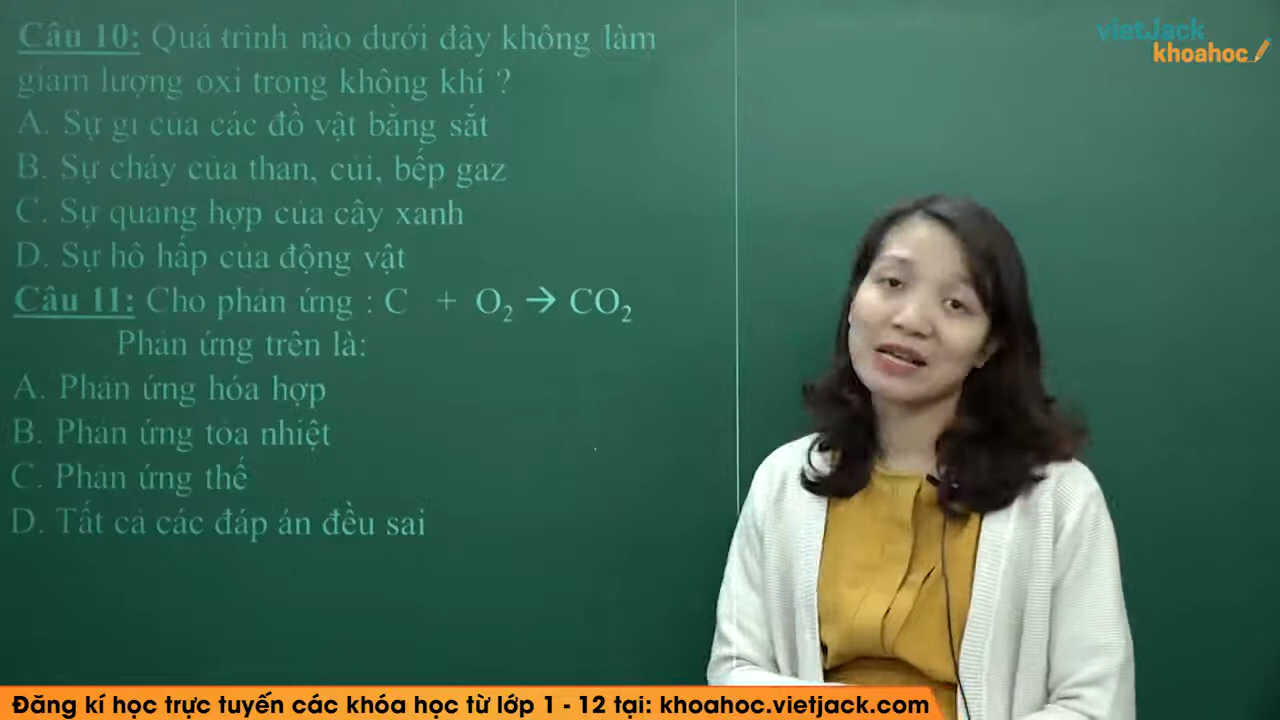 Câu 10: Quá trình nào dưới đây không làm
giảm lượng oxi trong không khí ?
A. Sự gỉ của các đồ vật bằng sắt
B. Sự cháy của than, củi, bếp gaz
C. Sự quang hợp của cây xanh
D. Sự hô hấp của động vật
Câu 11: Cho phản ứng : C + O₂ → CO₂
Phản ứng trên là:
A. Phản ứng hóa hợp
B. Phản ứng tỏa nhiệt
C. Phản ứng thế
D. Tất cả các đáp án đều sai
vietJack
khoahoc
Đăng kí học trực tuyến các khóa học từ lớp 1 - 12 tại: khoahoc.vietjack.com